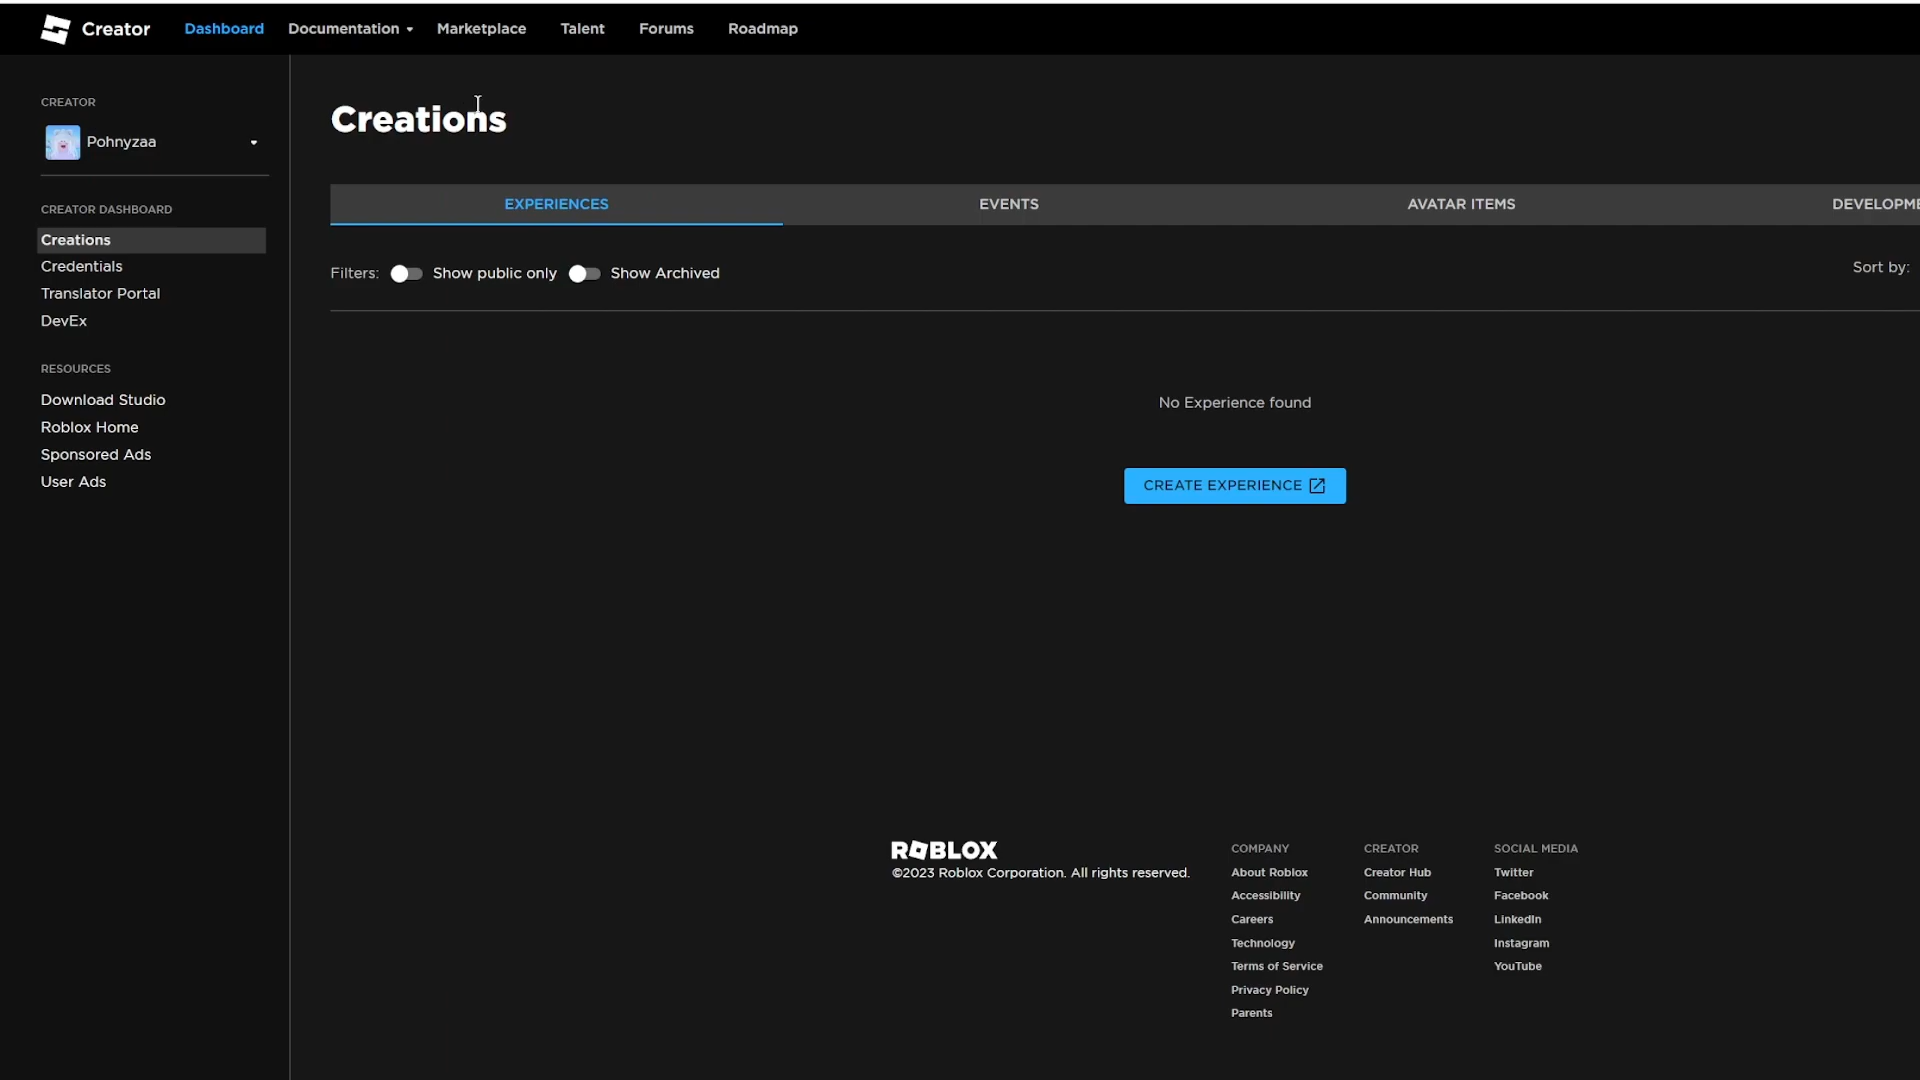 Creator
Dashboard
Documentation
Marketplace
Talent
Forums
Roadmap
CREATOR
Pohnyzaa
CREATOR DASHBOARD
Creations
Credentials
Translator Portal
DevEx
RESOURCES
Download Studio
Roblox Home
Sponsored Ads
User Ads
Creations
EXPERIENCES
EVENTS
AVATAR ITEMS
DEVELOPME
Filters:
Show public only
Show Archived
Sort by:
No Experience found
CREATE EXPERIENCE
ROBLOX
©2023 Roblox Corporation. All rights reserved.
COMPANY
About Roblox
Accessibility
Careers
Technology
Terms of Service
Privacy Policy
Parents
CREATOR
Creator Hub
Community
Announcements
SOCIAL MEDIA
Twitter
Facebook
LinkedIn
Instagram
YouTube